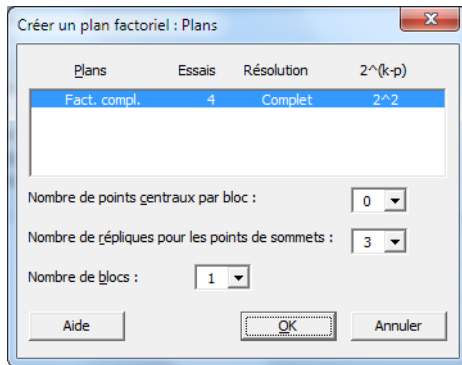 Créer un plan factoriel : Plans
Plans Essais Résolution 2^(k-p)
Fact. compl. 4 Complet 2^2
Nombre de points centraux par bloc : 0
Nombre de répliques pour les points de sommets : 3
Nombre de blocs : 1
Aide OK Annuler